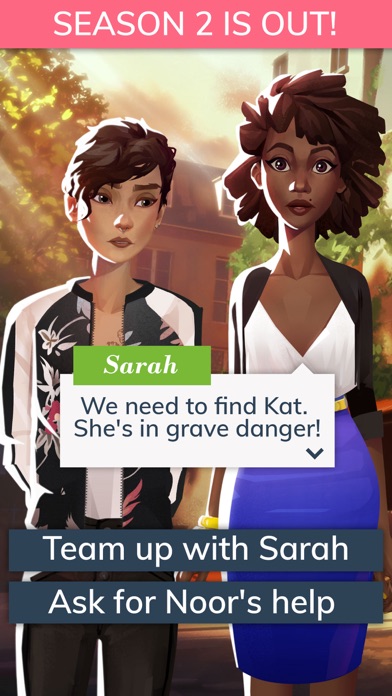 SEASON 2 IS OUT!
Sarah
We need to find Kat.
She's in grave danger!
Team up with Sarah
Ask for Noor's help